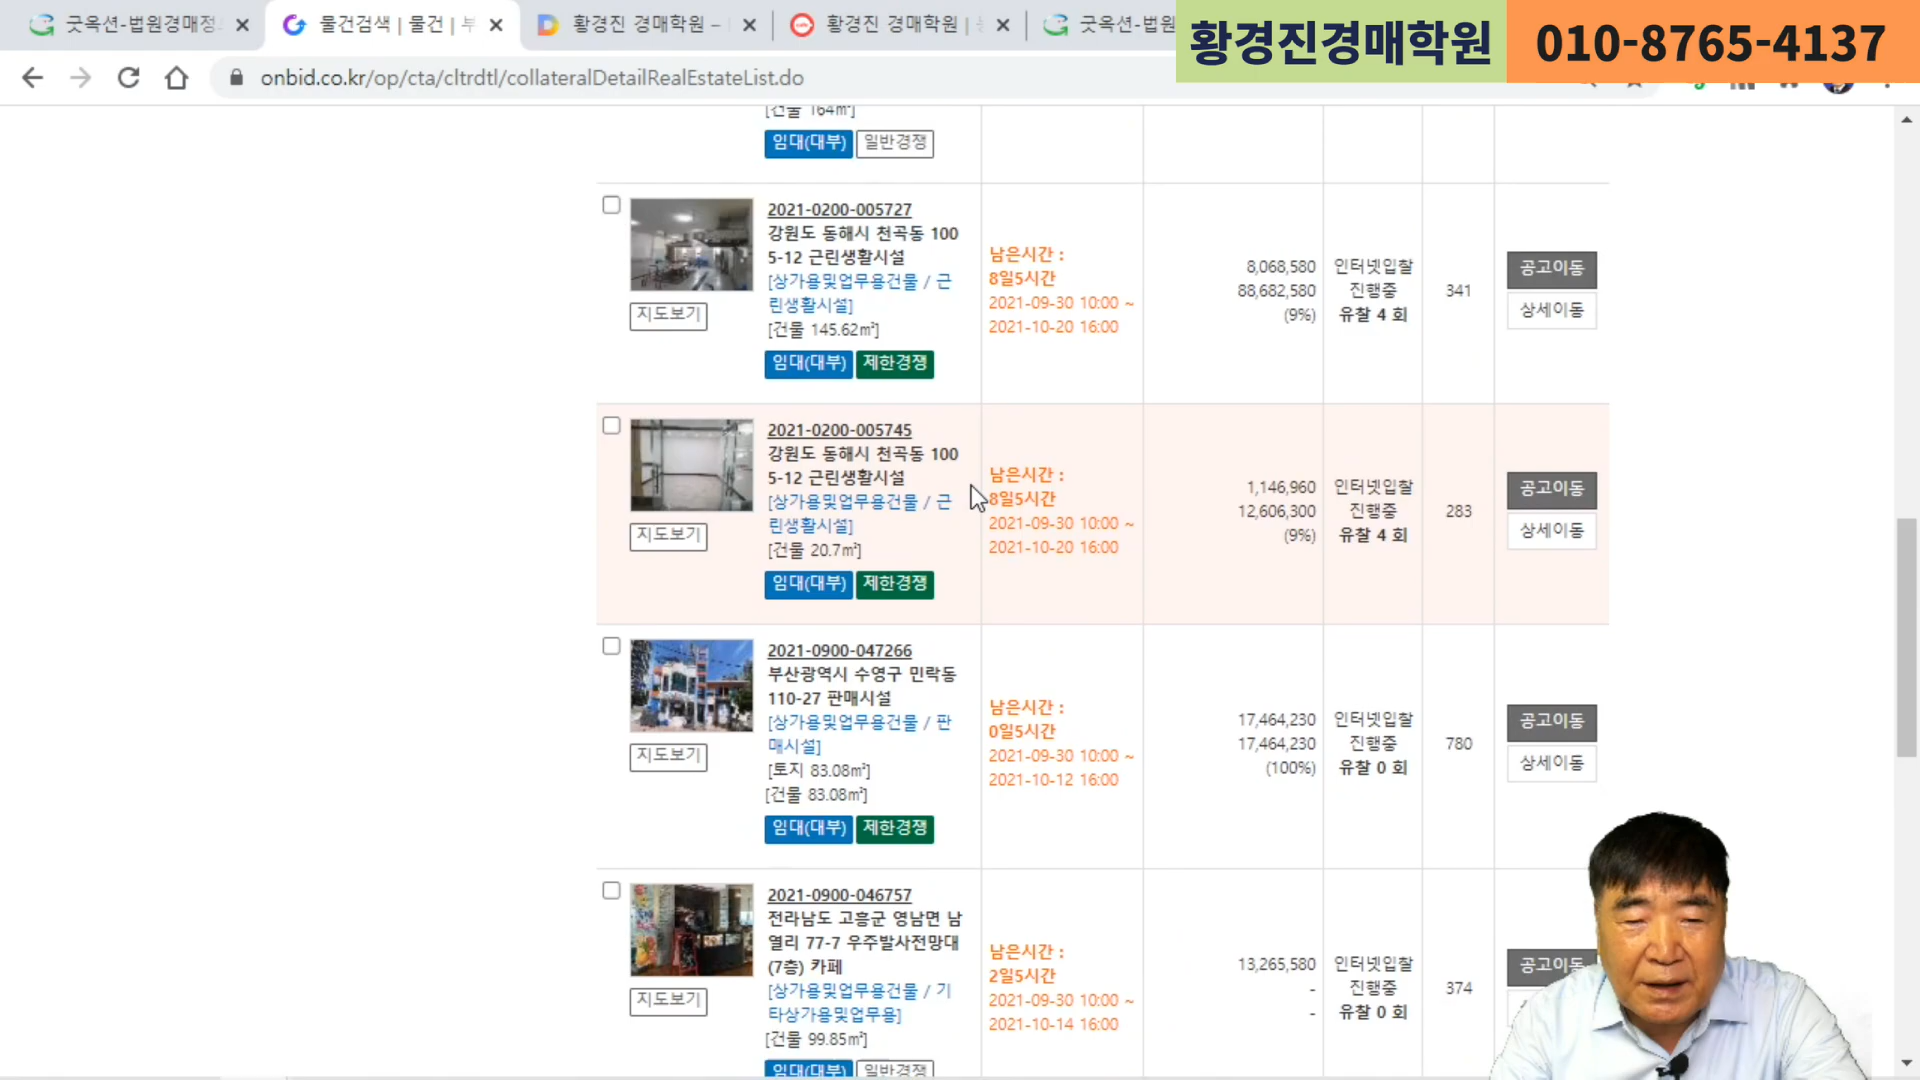 굿옥션-법원경매정
물건검색 | 물건 | 부
황경진 경매학원 –
황경진 경매학원 |
굿옥션-법원
황경진경매학원
010-8765-4137
onbid.co.kr/op/cta/cltrdtl/collateralDetailRealEstateList.do
[건물 164㎡]
임대(대부) 일반경쟁
2021-0200-005727
강원도 동해시 천곡동 100
5-12 근린생활시설
[상가용및업무용건물 / 근
린생활시설]
[건물 145.62㎡]
임대(대부) 제한경쟁
지도보기
남은시간 :
8일5시간
2021-09-30 10:00 ~
2021-10-20 16:00
8,068,580
88,682,580
(9%)
인터넷입찰
진행중
유찰 4 회
341
공고이동
상세이동
2021-0200-005745
강원도 동해시 천곡동 100
5-12 근린생활시설
[상가용및업무용건물 / 근
린생활시설]
[건물 20.7㎡]
임대(대부) 제한경쟁
지도보기
남은시간 :
8일5시간
2021-09-30 10:00 ~
2021-10-20 16:00
1,146,960
12,606,300
(9%)
인터넷입찰
진행중
유찰 4 회
283
공고이동
상세이동
2021-0900-047266
부산광역시 수영구 민락동
110-27 판매시설
[상가용및업무용건물 / 판
매시설]
[토지 83.08㎡]
[건물 83.08㎡]
임대(대부) 제한경쟁
지도보기
남은시간 :
0일5시간
2021-09-30 10:00 ~
2021-10-12 16:00
17,464,230
17,464,230
(100%)
인터넷입찰
진행중
유찰 0 회
780
공고이동
상세이동
2021-0900-046757
전라남도 고흥군 영남면 남
열리 77-7 우주발사전망대
(7층) 카페
[상가용및업무용건물 / 기
타상가용및업무용]
[건물 99.85㎡]
임대(대부) 일반경쟁
지도보기
남은시간 :
2일5시간
2021-09-30 10:00 ~
2021-10-14 16:00
13,265,580
-
-
인터넷입찰
진행중
유찰 0 회
374
공고이동